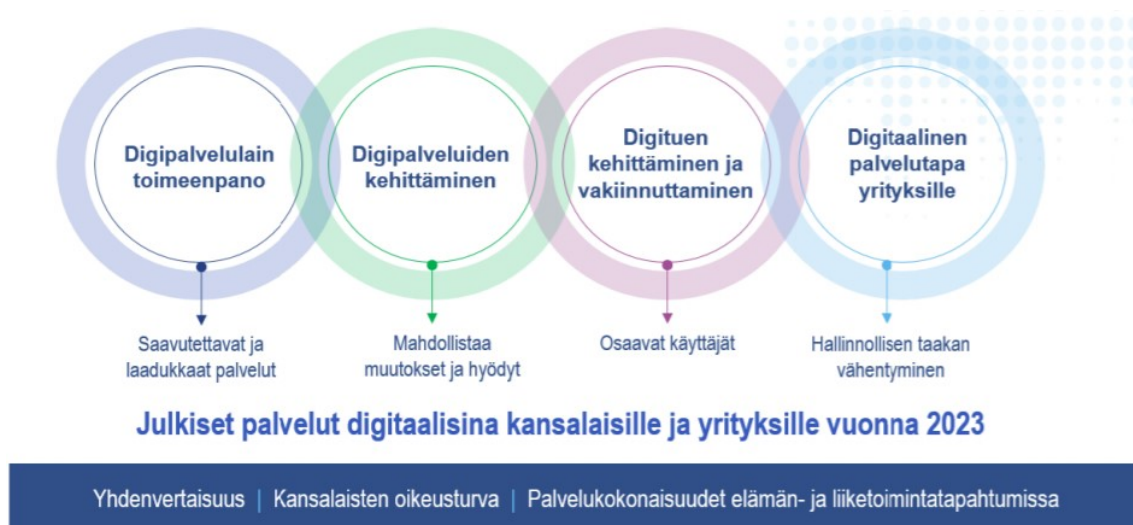 Digipalvelulain
toimeenpano
Digipalveluiden
kehittäminen
Digituen
kehittäminen ja
vakiinnuttaminen
Digitaalinen
palvelutapa
yrityksille
Saavutettavat ja
laadukkaat palvelut
Mahdollistaa
muutokset ja hyödyt
Osaavat käyttäjät
Hallinnollisen taakan
vähentyminen
Julkiset palvelut digitaalisina kansalaisille ja yrityksille vuonna 2023
Yhdenvertaisuus | Kansalaisten oikeusturva | Palvelukokonaisuudet elämän- ja liiketoimintatapahtumissa